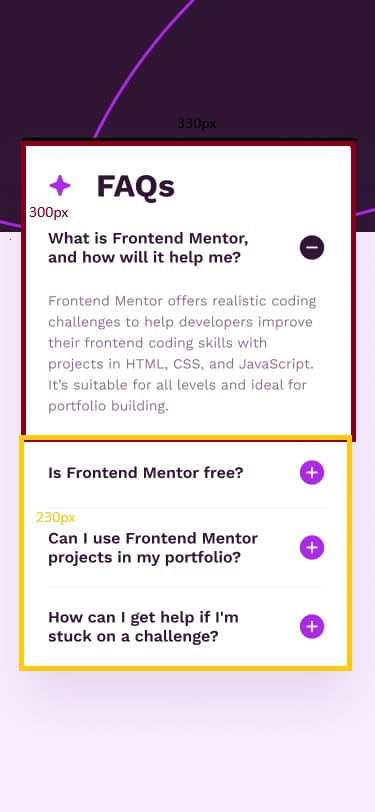 330px
FAQs
300px
What is Frontend Mentor,
and how will it help me?
Frontend Mentor offers realistic coding
challenges to help developers improve
their frontend coding skills with
projects in HTML, CSS, and JavaScript.
It’s suitable for all levels and ideal for
portfolio building.
Is Frontend Mentor free?
230px
Can I use Frontend Mentor
projects in my portfolio?
How can I get help if I'm
stuck on a challenge?